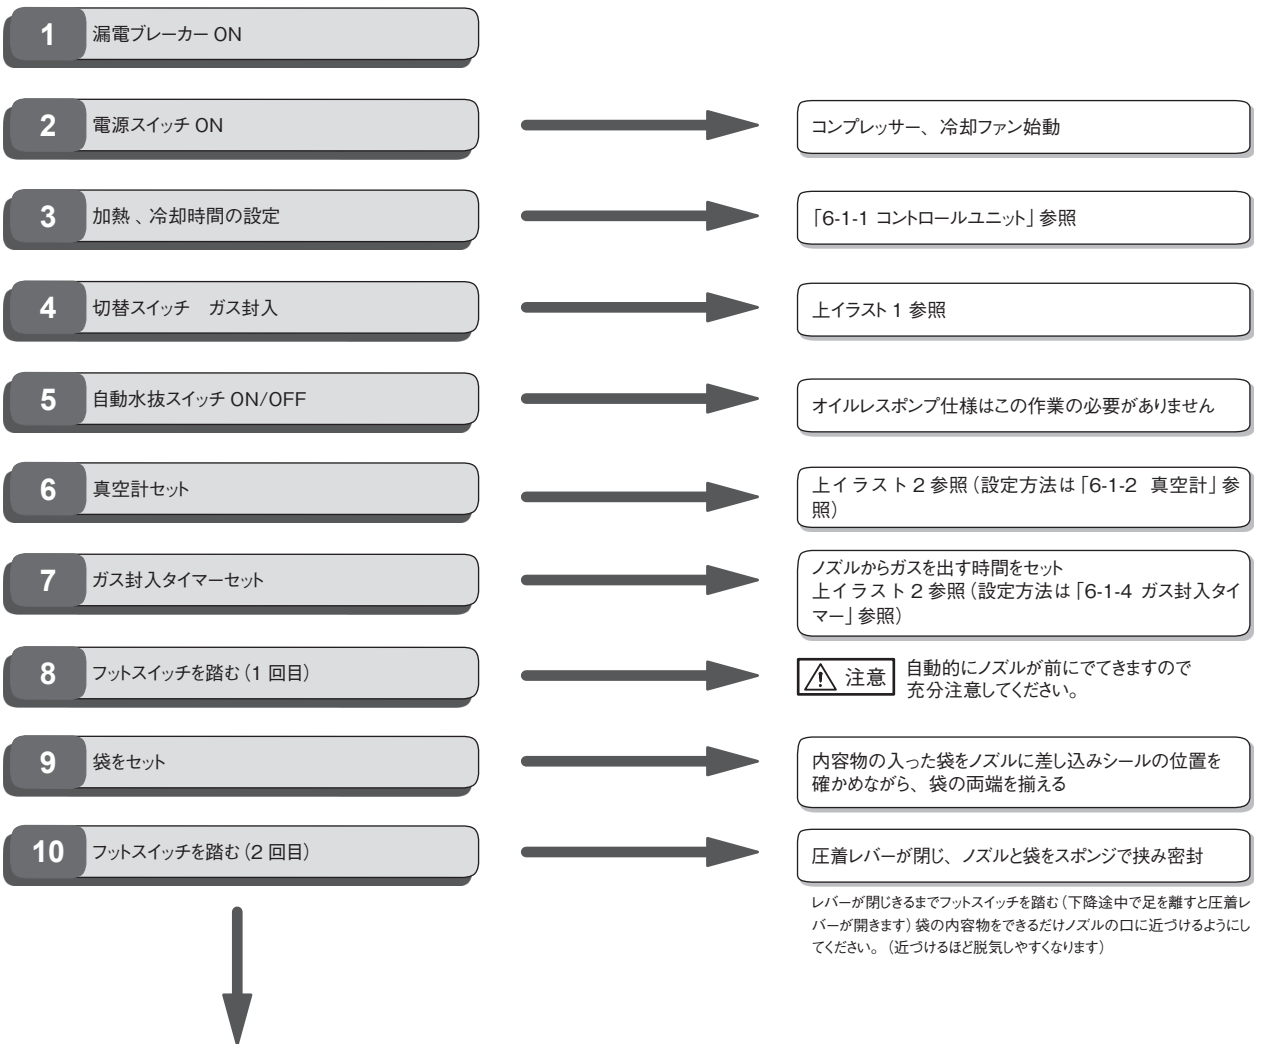 1 漏電ブレーカー ON
2 電源スイッチ ON
コンプレッサー、冷却ファン始動
3 加熱、冷却時間の設定
「6-1-1 コントロールユニット」参照
4 切替スイッチ　ガス封入
上イラスト 1 参照
5 自動水抜スイッチ ON/OFF
オイルレスポンプ仕様はこの作業の必要がありません
6 真空計セット
上イラスト 2 参照（設定方法は「6-1-2 真空計」参
照）
7 ガス封入タイマーセット
ノズルからガスを出す時間をセット
上イラスト 2 参照（設定方法は「6-1-4 ガス封入タイ
マー」参照）
8 フットスイッチを踏む（1 回目）
注意
自動的にノズルが前にでてきますので
充分注意してください。
9 袋をセット
内容物の入った袋をノズルに差し込みシールの位置を
確かめながら、袋の両端を揃える
10 フットスイッチを踏む（2 回目）
圧着レバーが閉じ、ノズルと袋をスポンジで挟み密封
レバーが閉じきるまでフットスイッチを踏む（下降途中で足を離すと圧着レ
バーが開きます）袋の内容物をできるだけノズルの口に近づけるようにし
てください。（近づけるほど脱気しやすくなります）